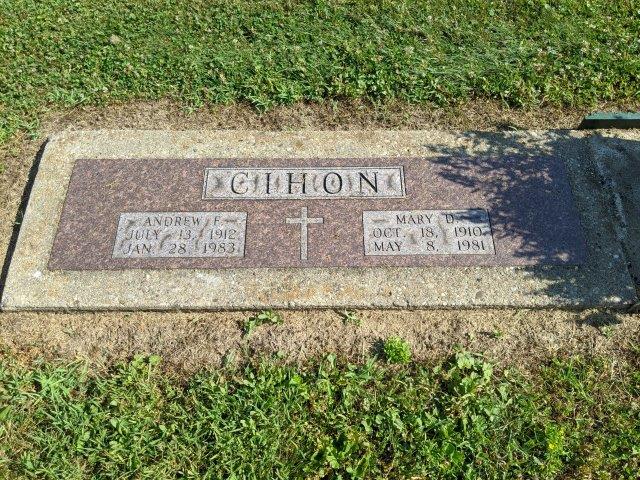 CIHON
ANDREW F.
JULY 13, 1912
JAN. 28 1983
MARY D.
OCT. 18, 1910
MAY 8, 1981